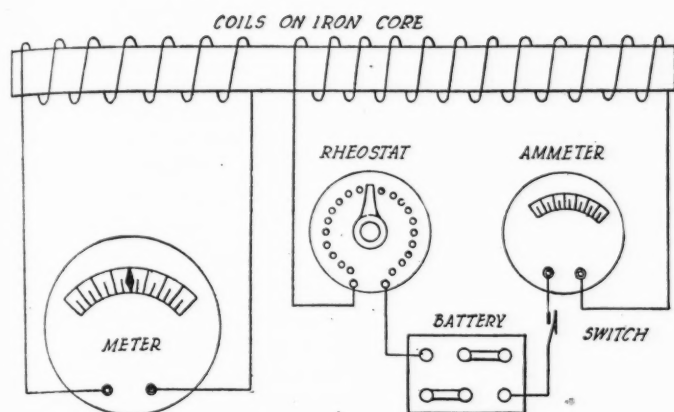 COILS ON IRON CORE
RHEOSTAT
AMMETER
METER
BATTERY
SWITCH